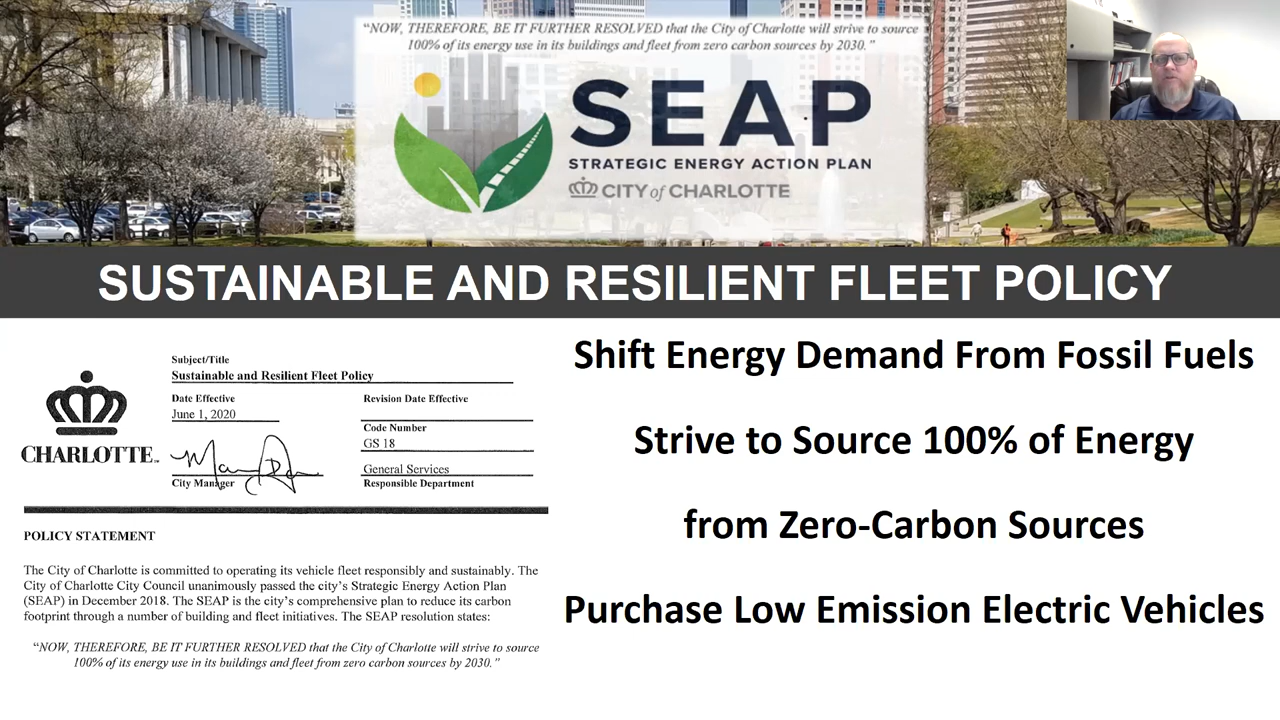 “NOW, THEREFORE, BE IT FURTHER RESOLVED that the City of Charlotte will strive to source
100% of its energy use in its buildings and fleet from zero carbon sources by 2030.”
SEAP
STRATEGIC ENERGY ACTION PLAN
CITY of CHARLOTTE
SUSTAINABLE AND RESILIENT FLEET POLICY
CHARLOTTE™
Subject/Title
Sustainable and Resilient Fleet Policy
Date Effective
June 1, 2020
City Manager
Revision Date Effective
Code Number
GS 18
General Services
Responsible Department
POLICY STATEMENT
The City of Charlotte is committed to operating its vehicle fleet responsibly and sustainably. The
City of Charlotte City Council unanimously passed the city's Strategic Energy Action Plan
(SEAP) in December 2018. The SEAP is the city's comprehensive plan to reduce its carbon
footprint through a number of building and fleet initiatives. The SEAP resolution states:
“NOW, THEREFORE, BE IT FURTHER RESOLVED that the City of Charlotte will strive to source
100% of its energy use in its buildings and fleet from zero carbon sources by 2030.”
Shift Energy Demand From Fossil Fuels
Strive to Source 100% of Energy
from Zero-Carbon Sources
Purchase Low Emission Electric Vehicles